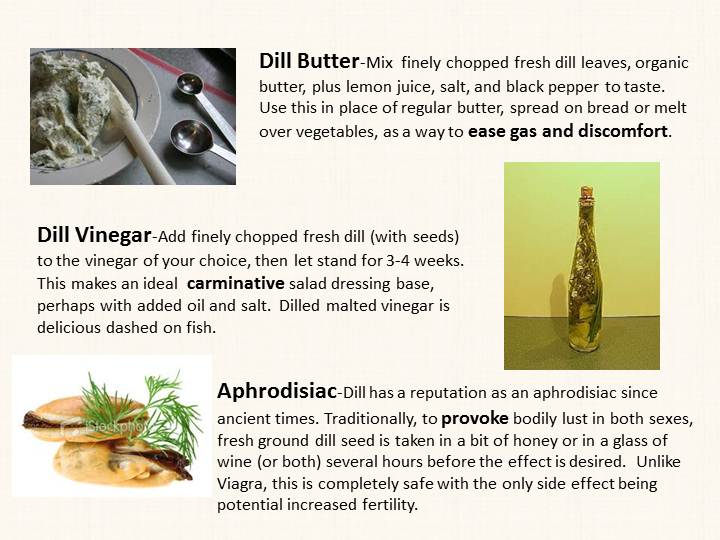 Dill Butter-Mix finely chopped fresh dill leaves, organic
butter, plus lemon juice, salt, and black pepper to taste.
Use this in place of regular butter, spread on bread or melt
over vegetables, as a way to ease gas and discomfort.
Dill Vinegar-Add finely chopped fresh dill (with seeds)
to the vinegar of your choice, then let stand for 3-4 weeks.
This makes an ideal carminative salad dressing base,
perhaps with added oil and salt. Dilled malted vinegar is
delicious dashed on fish.
iStockphoto
Aphrodisiac-Dill has a reputation as an aphrodisiac since
ancient times. Traditionally, to provoke bodily lust in both sexes,
fresh ground dill seed is taken in a bit of honey or in a glass of
wine (or both) several hours before the effect is desired. Unlike
Viagra, this is completely safe with the only side effect being
potential increased fertility.